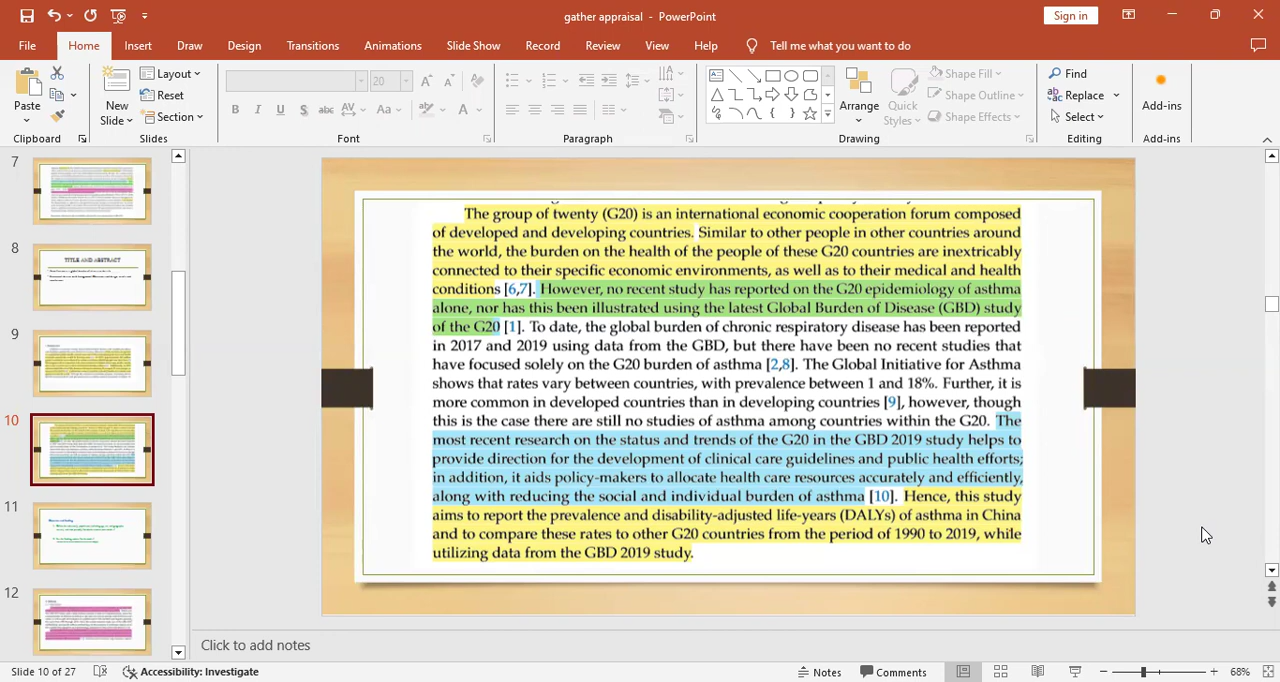 gather appraisal - PowerPoint
Sign in
File Home Insert Draw Design Transitions Animations Slide Show Record Review View Help Tell me what you want to do
Paste
New Slide
Layout
Reset
Section
20
B I U S abc AV Aa A
Arrange
Quick Styles
Shape Fill
Shape Outline
Shape Effects
Find
Replace
Select
Add-ins
Clipboard Slides Font Paragraph Drawing Editing Add-ins
7
8
TITLE AND ABSTRACT
9
10
11
12
The group of twenty (G20) is an international economic cooperation forum composed
of developed and developing countries. Similar to other people in other countries around
the world, the burden on the health of the people of these G20 countries are inextricably
connected to their specific economic environments, as well as to their medical and health
conditions [6,7]. However, no recent study has reported on the G20 epidemiology of asthma
alone, nor has this been illustrated using the latest Global Burden of Disease (GBD) study
of the G20 [1]. To date, the global burden of chronic respiratory disease has been reported
in 2017 and 2019 using data from the GBD, but there have been no recent studies that
have focused solely on the G20 burden of asthma [2,8]. The Global Initiative for Asthma
shows that rates vary between countries, with prevalence between 1 and 18%. Further, it is
more common in developed countries than in developing countries [9], however, though
this is the case there are still no studies of asthma among countries within the G20. The
most recent research on the status and trends of the G20 in the GBD 2019 study helps to
provide direction for the development of clinical care guidelines and public health efforts;
in addition, it aids policy-makers to allocate health care resources accurately and efficiently,
along with reducing the social and individual burden of asthma [10]. Hence, this study
aims to report the prevalence and disability-adjusted life-years (DALYs) of asthma in China
and to compare these rates to other G20 countries from the period of 1990 to 2019, while
utilizing data from the GBD 2019 study.
Click to add notes
Slide 10 of 27 Accessibility: Investigate Notes Comments 68%